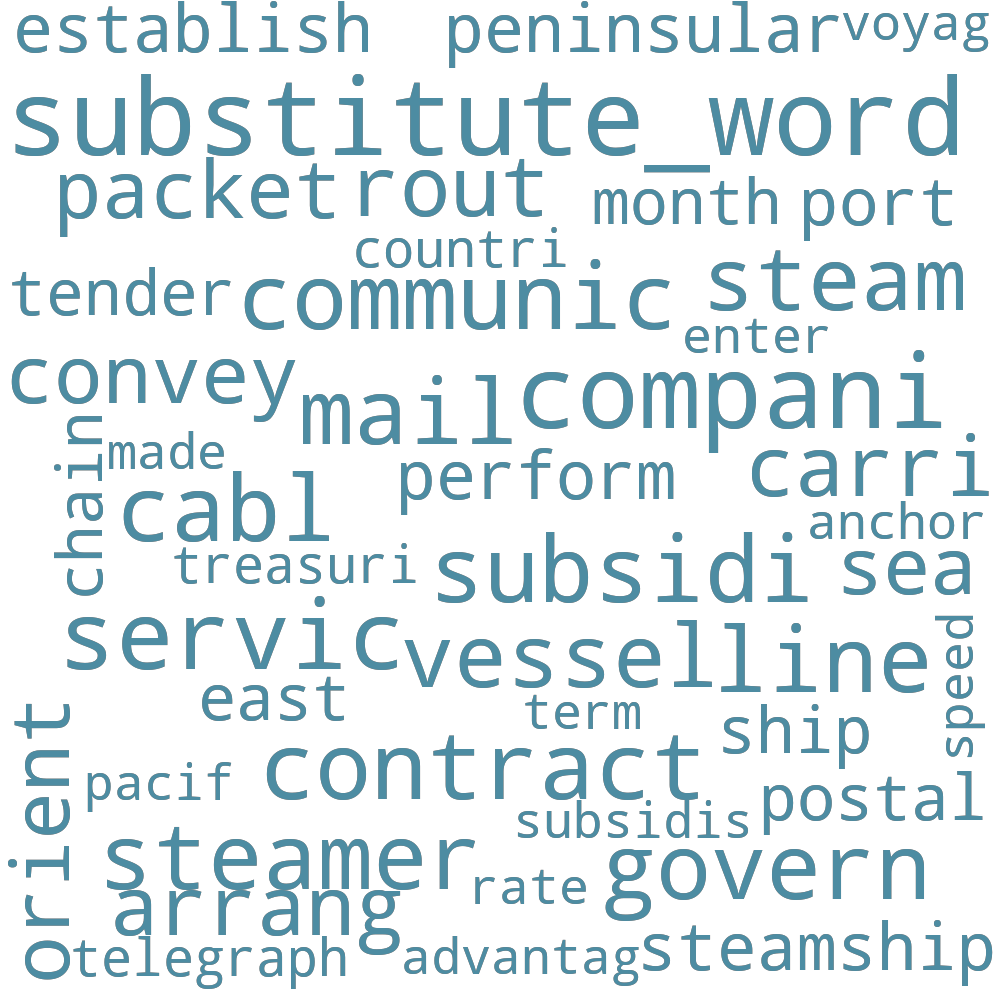 establish peninsular voyag
substitute_word
packet rout month port
countri
tender communic steam
enter
convey mail compani
chain made perform carri
cabl anchor
treasuri subsidi sea
servic vessel line speed
east term ship
orient pacif contract postal
subsidis
steamer rate govern
arrang
telegraph advantag steamship